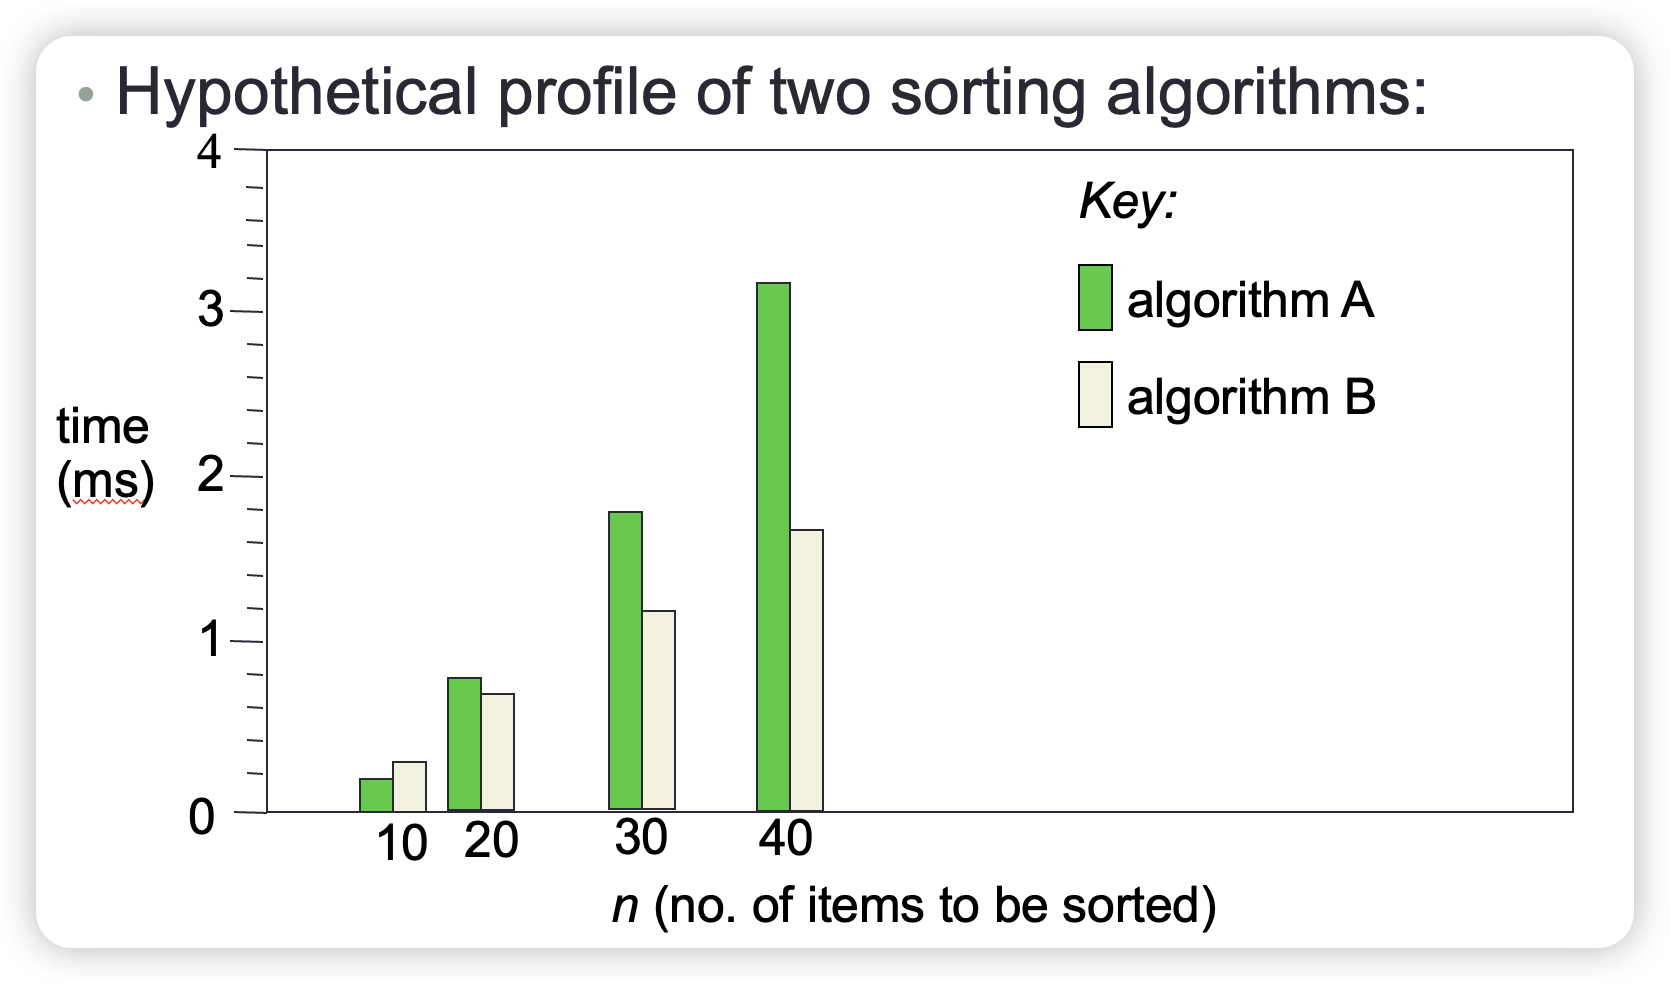 • Hypothetical profile of two sorting algorithms:
4
Key:
algorithm A
3
algorithm B
time
(ms)
2
1
0
10 20 30 40
n (no. of items to be sorted)